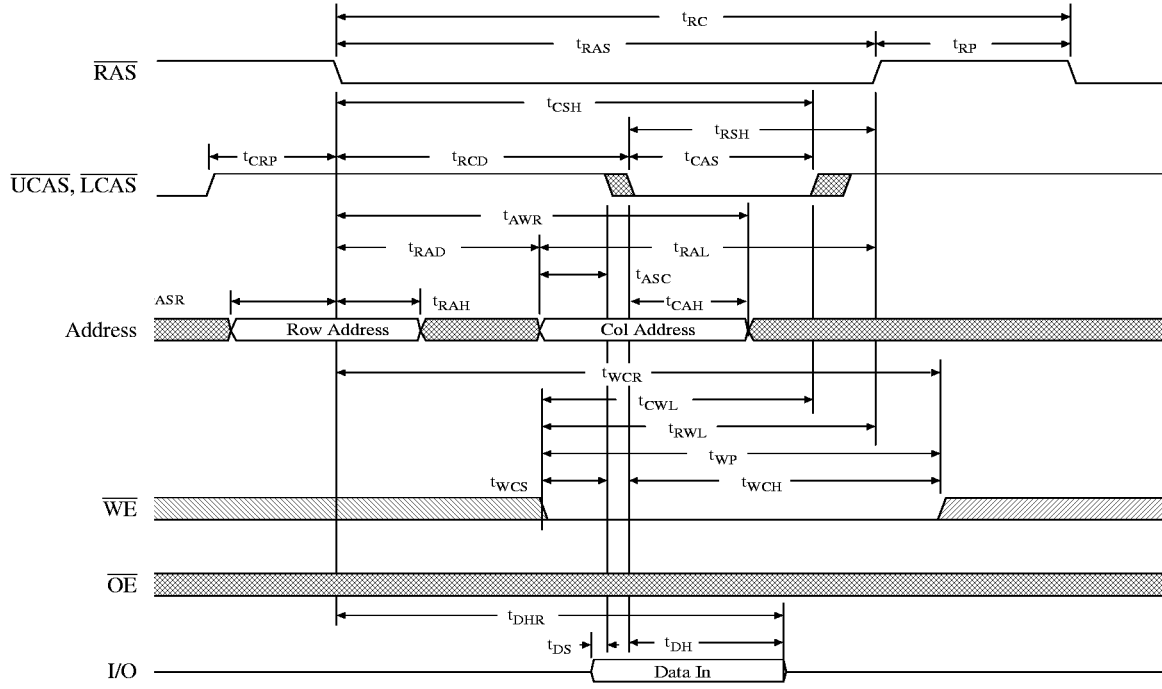 tRC
tRAS tRP
RAS
tCSH
tRSH
tCRP tRCD tCAS
UCAS, LCAS
tAWR
tRAD tRAL
tASC
ASR tRAH tCAH
Address Row Address Col Address
tWCR
tCWL
tRWL
tWP
tWCS tWCH
WE
OE
tDHR
tDS tDH
I/O Data In